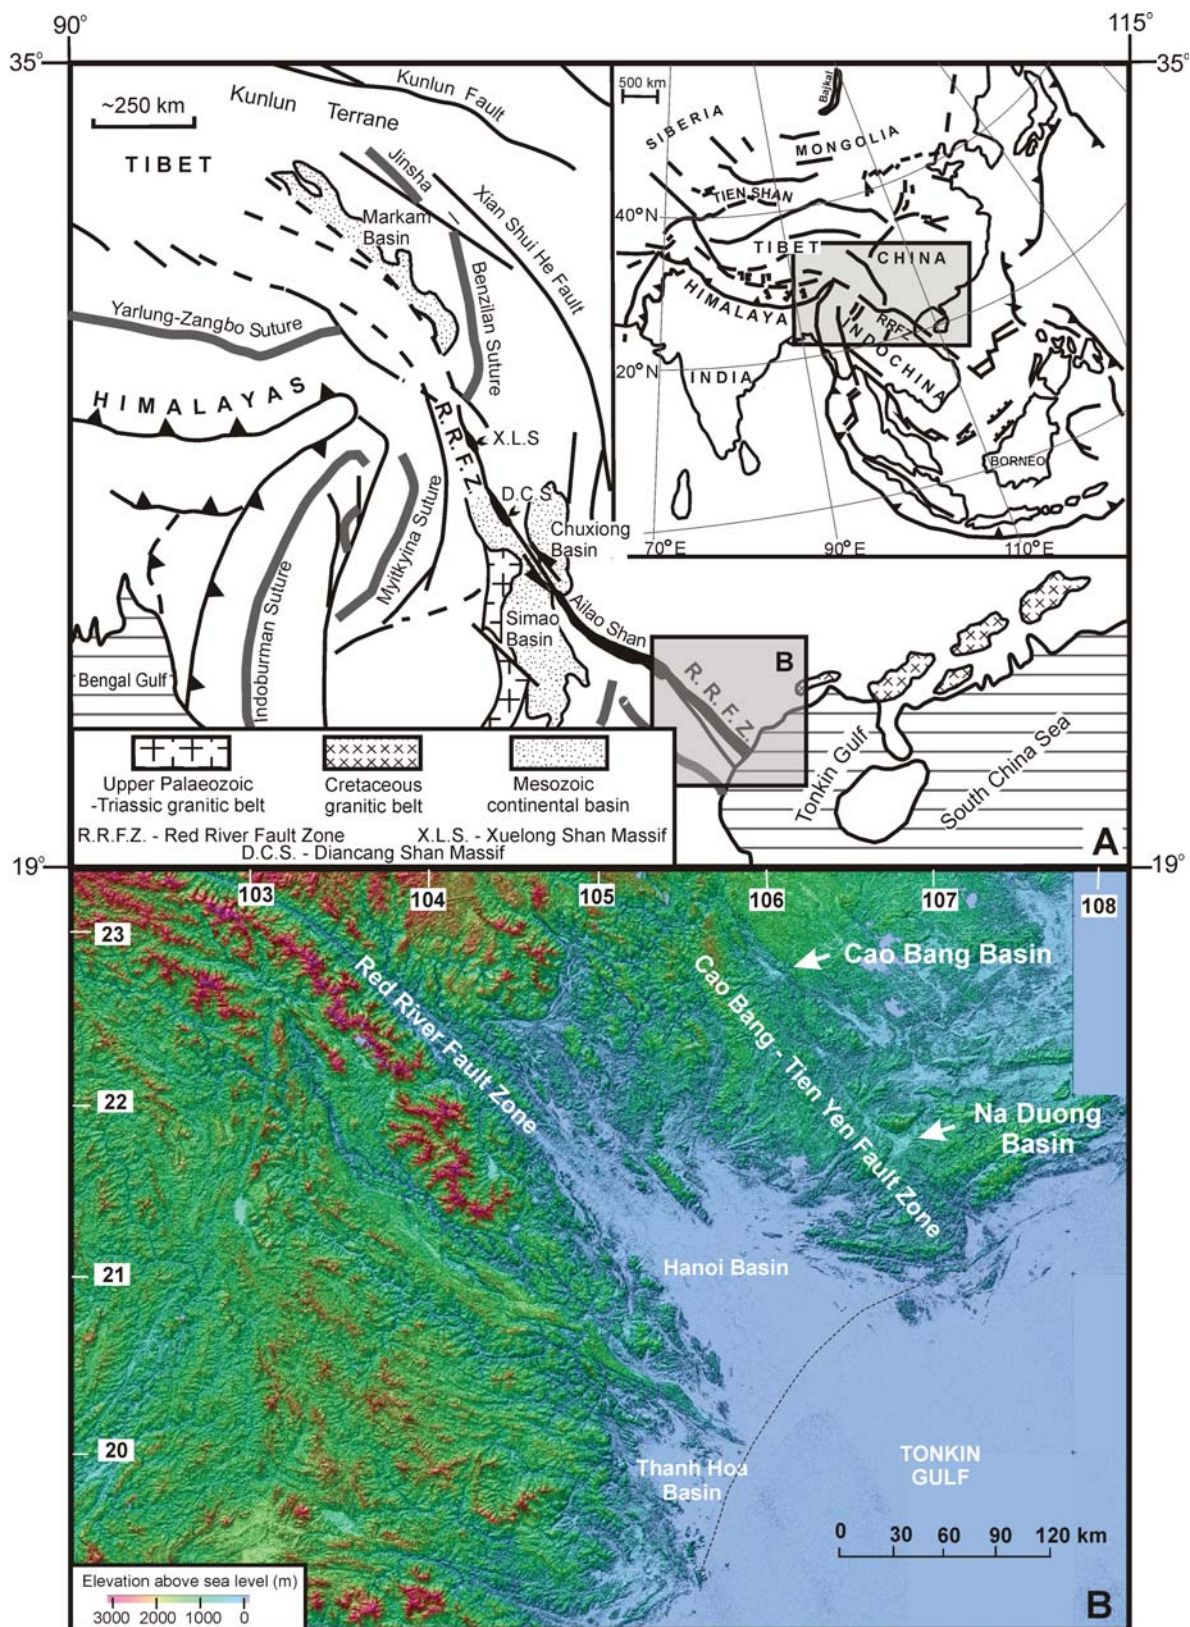 90°
115°
35°
35°
~250 km
Kunlun Fault
Kunlun Terrane
TIBET
Jinsha
Xian Shui He Fault
Markam
Basin
Benzilan Suture
Yarlung-Zangbo Suture
HIMALAYAS
R. R. F. Z.
X.L.S
D.C.S.
Chuxiong
Basin
Myitkyina Suture
Indoburman Suture
Simao
Basin
Ailao Shan
Bengal Gulf
B
R. R. F. Z.
Tonkin Gulf
South China Sea
500 km
Bajkal
SIBERIA
MONGOLIA
TIEN SHAN
40°N
TIBET
CHINA
HIMALAYA
RRFZ
INDOCHINA
20°N
INDIA
BORNEO
70°E
90°E
110°E
Upper Palaeozoic
-Triassic granitic belt
Cretaceous
granitic belt
Mesozoic
continental basin
R.R.F.Z. - Red River Fault Zone
X.L.S. - Xuelong Shan Massif
D.C.S. - Diancang Shan Massif
A
19°
19°
103
104
105
106
107
108
23
22
21
20
Red River Fault Zone
Cao Bang - Tien Yen Fault Zone
Cao Bang Basin
Na Duong
Basin
Hanoi Basin
Thanh Hoa
Basin
TONKIN
GULF
0 30 60 90 120 km
Elevation above sea level (m)
3000 2000 1000 0
B